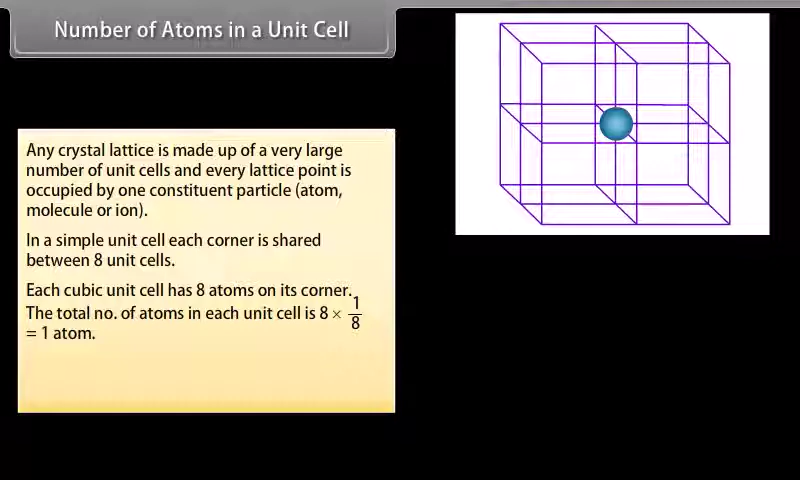 Number of Atoms in a Unit Cell
Any crystal lattice is made up of a very large
number of unit cells and every lattice point is
occupied by one constituent particle (atom,
molecule or ion).
In a simple unit cell each corner is shared
between 8 unit cells.
Each cubic unit cell has 8 atoms on its corner.
The total no. of atoms in each unit cell is 8 × 1/8
= 1 atom.